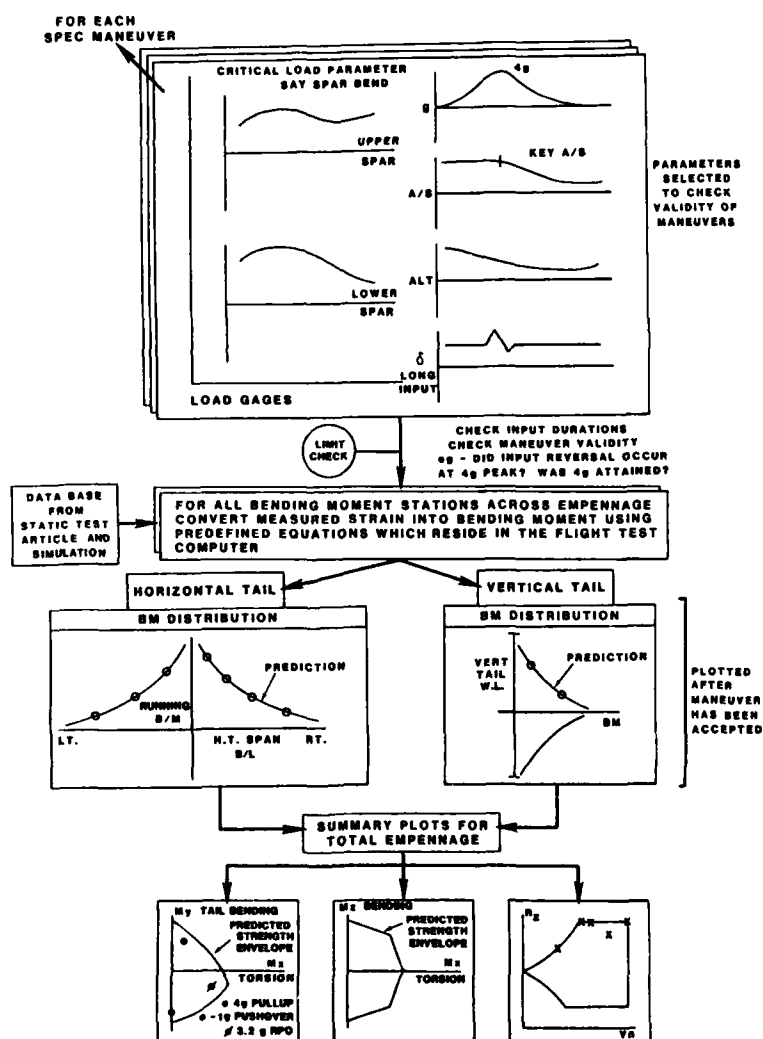 FOR EACH
SPEC MANEUVER
CRITICAL LOAD PARAMETER
SAY SPAR BEND
UPPER
SPAR
LOWER
SPAR
LOAD GAGES
4g
g
KEY A/S
A/S
ALT
δ
LONG
INPUT
PARAMETERS
SELECTED
TO CHECK
VALIDITY OF
MANEUVERS
LIMIT
CHECK
CHECK INPUT DURATIONS
CHECK MANEUVER VALIDITY
eg - DID INPUT REVERSAL OCCUR
AT 4g PEAK? WAS 4g ATTAINED?
DATA BASE
FROM
STATIC TEST
ARTICLE AND
SIMULATION
FOR ALL BENDING MOMENT STATIONS ACROSS EMPENNAGE
CONVERT MEASURED STRAIN INTO BENDING MOMENT USING
PREDEFINED EQUATIONS WHICH RESIDE IN THE FLIGHT TEST
COMPUTER
HORIZONTAL TAIL
BM DISTRIBUTION
PREDICTION
RUNNING
B/M
LT.
H.T. SPAN
B/L
RT.
VERTICAL TAIL
BM DISTRIBUTION
VERT
TAIL
W.L.
PREDICTION
BM
PLOTTED
AFTER
MANEUVER
HAS BEEN
ACCEPTED
SUMMARY PLOTS FOR
TOTAL EMPENNAGE
My TAIL BENDING
PREDICTED
STRENGTH
ENVELOPE
Mx
TORSION
4g PULLUP
-1g PUSHOVER
3.2 g RPO
Mz BENDING
PREDICTED
STRENGTH
ENVELOPE
Mx
TORSION
nz